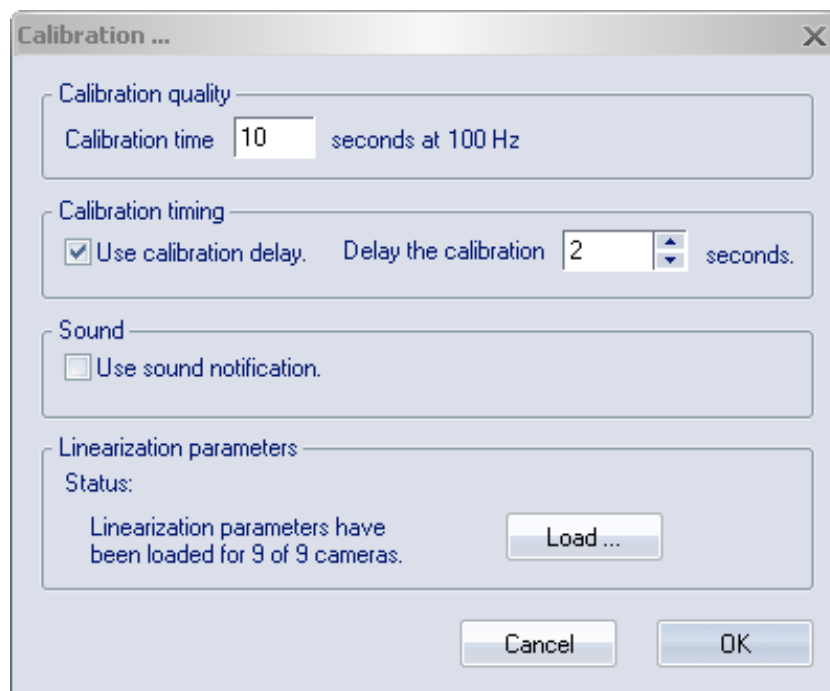 Calibration ...
Calibration quality
Calibration time 10 seconds at 100 Hz
Calibration timing
Use calibration delay. Delay the calibration 2 seconds.
Sound
Use sound notification.
Linearization parameters
Status:
Linearization parameters have
been loaded for 9 of 9 cameras.
Load ...
Cancel OK